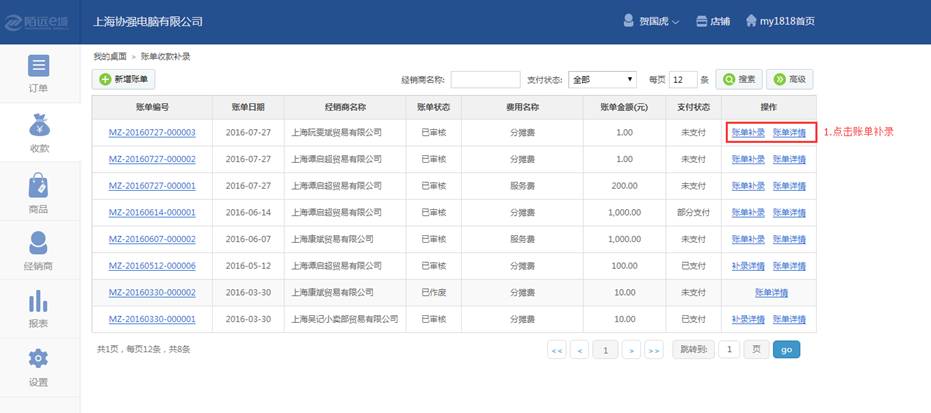 陌远e城 上海协强电脑有限公司 贺国虎 店铺 my1818首页
我的桌面 > 账单收款补录
新增账单 经销商名称: 支付状态: 全部 每页 12 条 搜索 高级
账单编号 账单日期 经销商名称 账单状态 费用名称 账单金额(元) 支付状态 操作
MZ-20160727-000003 2016-07-27 上海阮雯斌贸易有限公司 已审核 分摊费 1.00 未支付 账单补录 账单详情 1.点击账单补录
MZ-20160727-000002 2016-07-27 上海谭启超贸易有限公司 已审核 分摊费 1.00 未支付 账单补录 账单详情
MZ-20160727-000001 2016-07-27 上海谭启超贸易有限公司 已审核 服务费 200.00 未支付 账单补录 账单详情
MZ-20160614-000001 2016-06-14 上海谭启超贸易有限公司 已审核 分摊费 1,000.00 部分支付 账单补录 账单详情
MZ-20160607-000002 2016-06-07 上海康斌贸易有限公司 已审核 服务费 1,000.00 未支付 账单补录 账单详情
MZ-20160512-000006 2016-05-12 上海谭启超贸易有限公司 已审核 分摊费 100.00 已支付 补录详情 账单详情
MZ-20160330-000002 2016-03-30 上海康斌贸易有限公司 已作废 分摊费 10.00 未支付 账单详情
MZ-20160330-000001 2016-03-30 上海吴记小卖部贸易有限公司 已审核 分摊费 10.00 已支付 补录详情 账单详情
共1页，每页12条，共8条 << < 1 > >> 跳转到: 1 页 go
订单
收款
商品
经销商
报表
设置